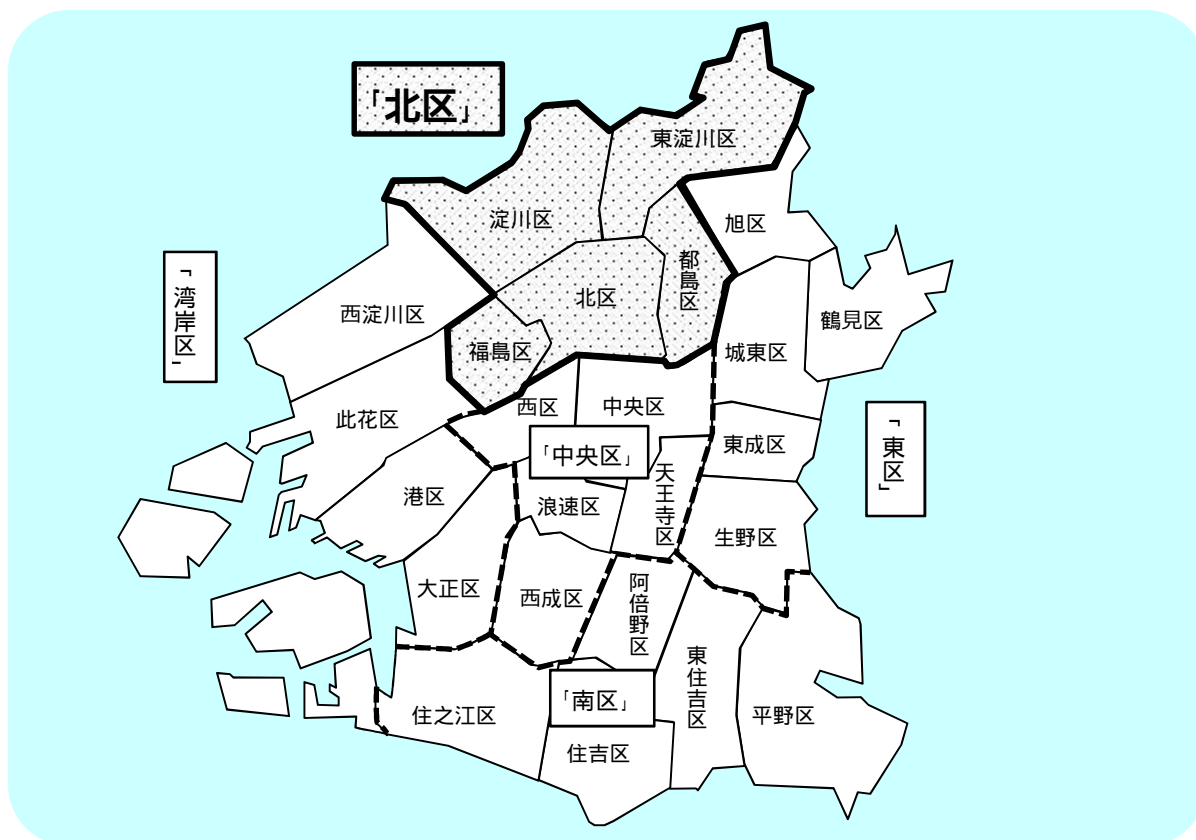 「北区」
東淀川区
淀川区
旭区
都島区
北区
「湾岸区」
西淀川区
鶴見区
福島区
城東区
西区
中央区
此花区
「東区」
東成区
「中央区」
天王寺区
港区
浪速区
生野区
大正区
西成区
阿倍野区
東住吉区
「南区」
住之江区
平野区
住吉区